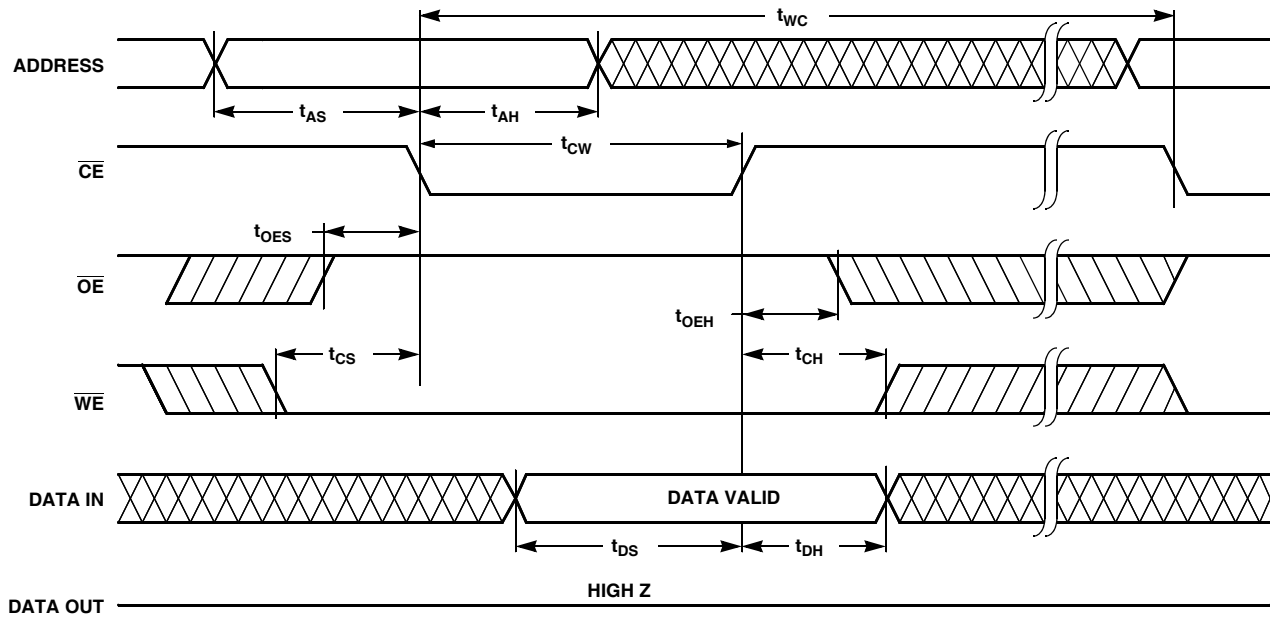 tWC
ADDRESS
tAS
tAH
CE
tCW
tOES
OE
tOEH
tCS
tCH
WE
DATA IN
DATA VALID
tDS
tDH
HIGH Z
DATA OUT